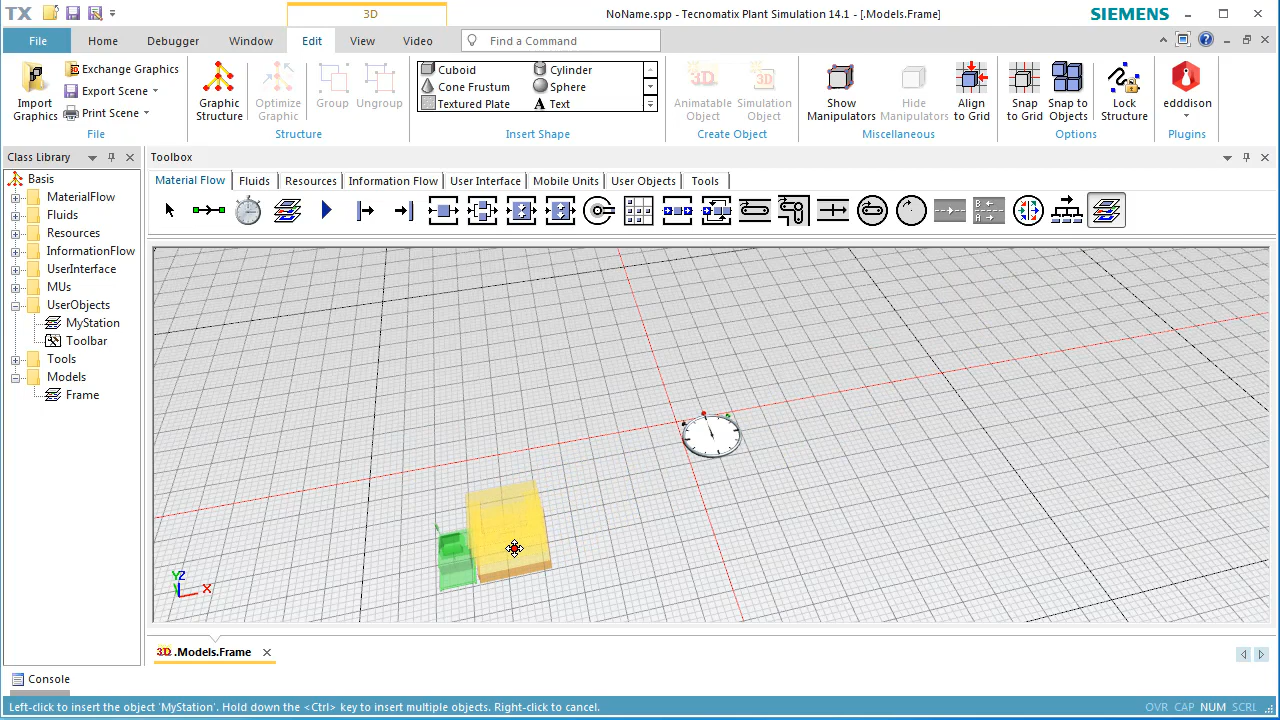 TX
3D
NoName.spp - Tecnomatix Plant Simulation 14.1 - [.Models.Frame]
SIEMENS
File
Home
Debugger
Window
Edit
View
Video
Find a Command
Import Graphics
Exchange Graphics
Export Scene
Print Scene
File
Graphic Structure
Optimize Graphic
Group
Ungroup
Structure
Cuboid
Cylinder
Cone Frustum
Sphere
Textured Plate
A Text
Insert Shape
3D
Animatable Object
Simulation Object
Create Object
Show Manipulators
Hide Manipulators
Align to Grid
Miscellaneous
Snap to Grid
Snap to Objects
Lock Structure
Options
edddison
Plugins
Class Library
Basis
MaterialFlow
Fluids
Resources
InformationFlow
UserInterface
MUs
UserObjects
MyStation
Toolbar
Tools
Models
Frame
Toolbox
Material Flow
Fluids
Resources
Information Flow
User Interface
Mobile Units
User Objects
Tools
B
A
Y Z
X
3D .Models.Frame
Console
Left-click to insert the object 'MyStation'. Hold down the <Ctrl> key to insert multiple objects. Right-click to cancel.
OVR CAP NUM SCRL